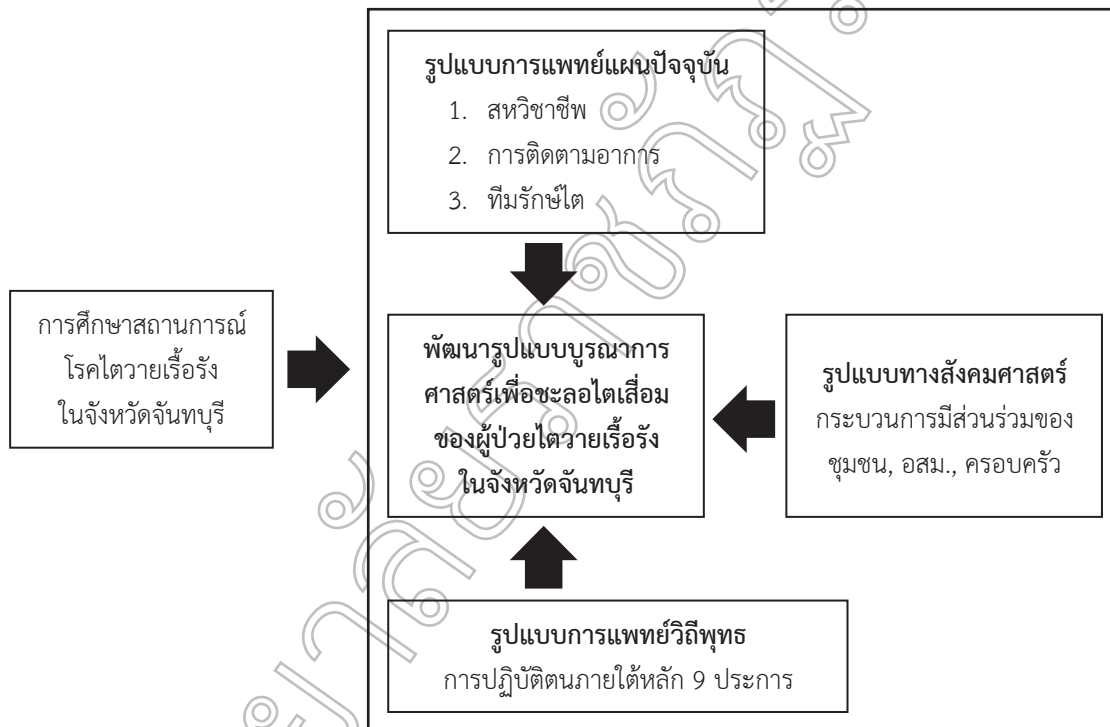 รูปแบบการแพทย์แผนปัจจุบัน
1. สหวิชาชีพ
2. การติดตามอาการ
3. ทีมรักษ์ไต
การศึกษาสถานการณ์
โรคไตวายเรื้อรัง
ในจังหวัดจันทบุรี
พัฒนารูปแบบบูรณาการ
ศาสตร์เพื่อชะลอไตเสื่อม
ของผู้ป่วยไตวายเรื้อรัง
ในจังหวัดจันทบุรี
รูปแบบทางสังคมศาสตร์
กระบวนการมีส่วนร่วมของ
ชุมชน, อสม., ครอบครัว
รูปแบบการแพทย์วิถีพุทธ
การปฏิบัติตนภายใต้หลัก 9 ประการ